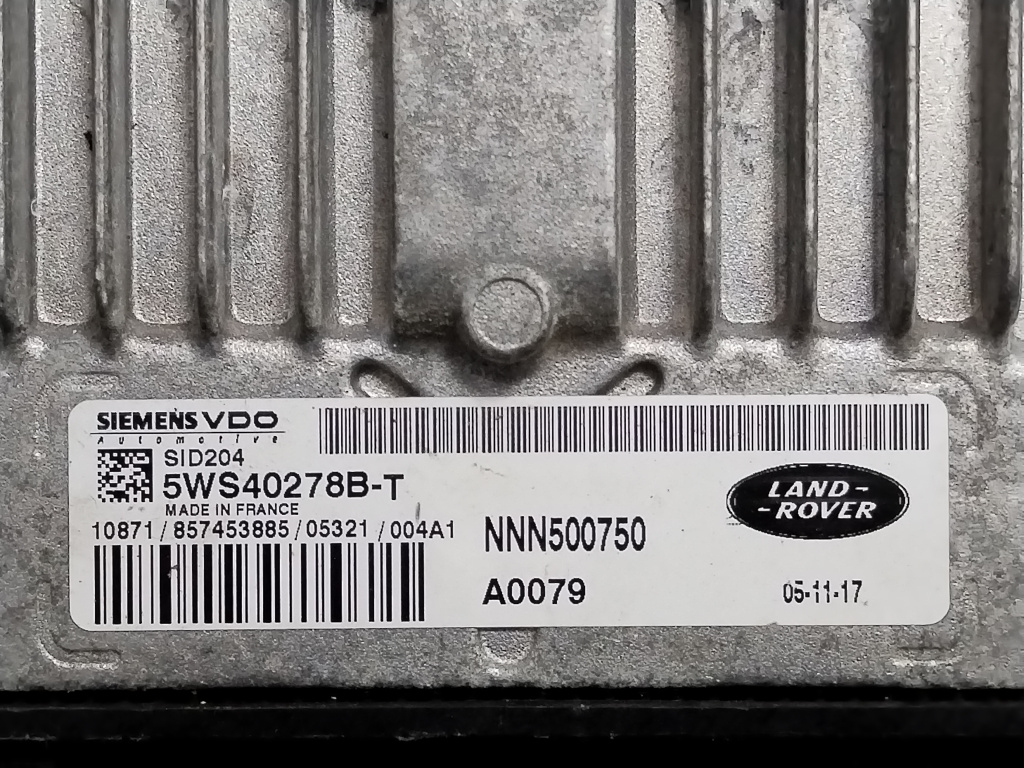 SIEMENS VDO
Automotive
SID204
5WS40278B-T
MADE IN FRANCE
10871/857453885/05321/004A1
NNN500750
A0079
LAND-
-ROVER
05-11-17